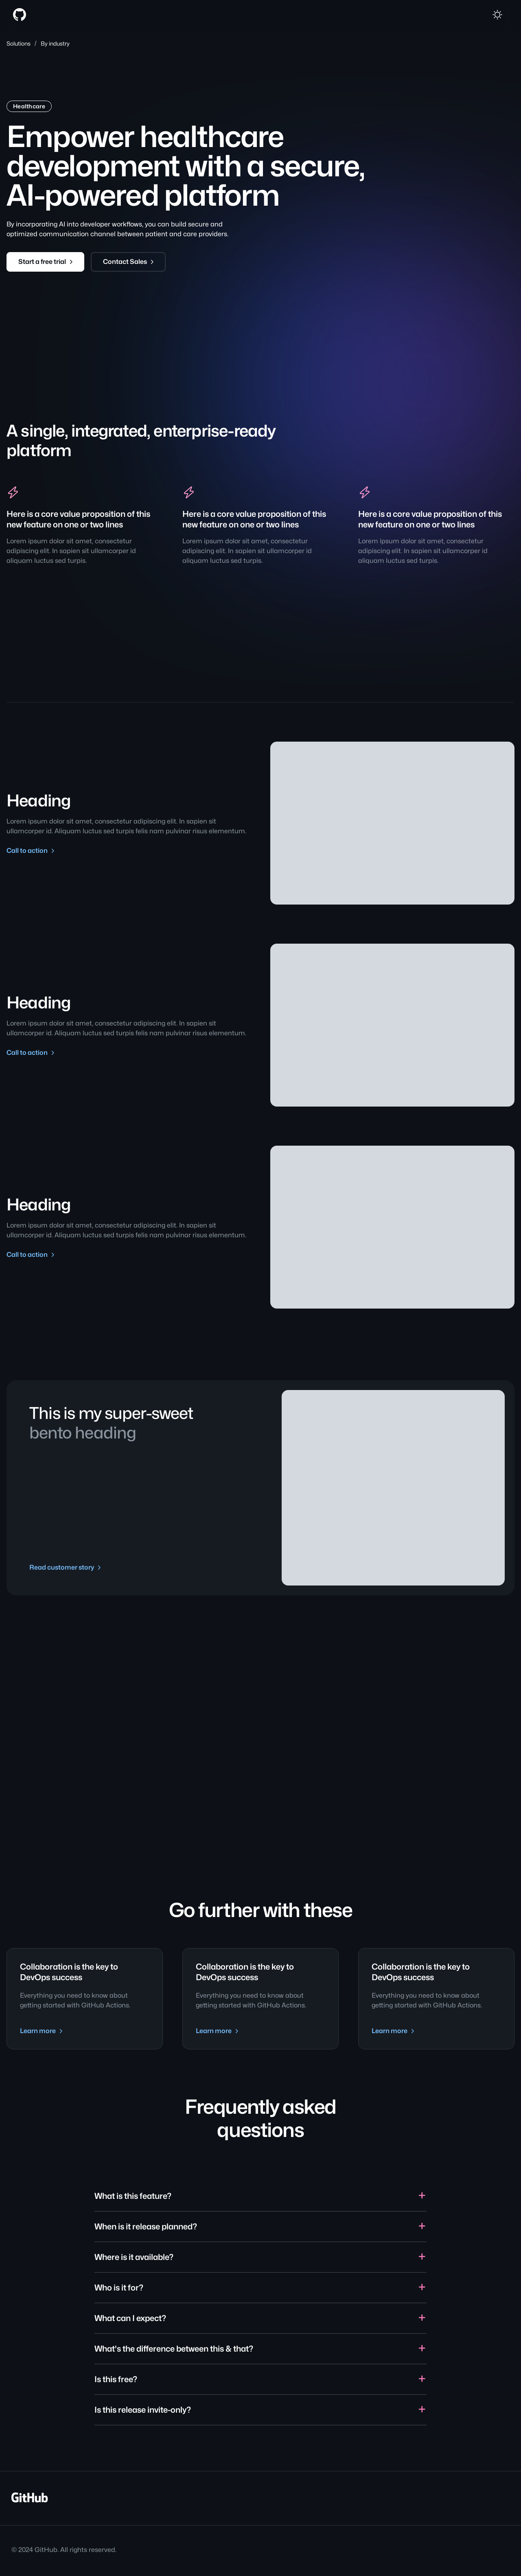 Solutions / By industry
Healthcare
Empower healthcare
development with a secure,
AI-powered platform
By incorporating AI into developer workflows, you can build secure and
optimized communication channel between patient and care providers.
Start a free trial
Contact Sales
A single, integrated, enterprise-ready
platform
Here is a core value proposition of this
new feature on one or two lines
Lorem ipsum dolor sit amet, consectetur
adipiscing elit. In sapien sit ullamcorper id
aliquam luctus sed turpis.
Here is a core value proposition of this
new feature on one or two lines
Lorem ipsum dolor sit amet, consectetur
adipiscing elit. In sapien sit ullamcorper id
aliquam luctus sed turpis.
Here is a core value proposition of this
new feature on one or two lines
Lorem ipsum dolor sit amet, consectetur
adipiscing elit. In sapien sit ullamcorper id
aliquam luctus sed turpis.
Heading
Lorem ipsum dolor sit amet, consectetur adipiscing elit. In sapien sit
ullamcorper id. Aliquam luctus sed turpis felis nam pulvinar risus elementum.
Call to action
Heading
Lorem ipsum dolor sit amet, consectetur adipiscing elit. In sapien sit
ullamcorper id. Aliquam luctus sed turpis felis nam pulvinar risus elementum.
Call to action
Heading
Lorem ipsum dolor sit amet, consectetur adipiscing elit. In sapien sit
ullamcorper id. Aliquam luctus sed turpis felis nam pulvinar risus elementum.
Call to action
This is my super-sweet
bento heading
Read customer story
Go further with these
Collaboration is the key to
DevOps success
Everything you need to know about
getting started with GitHub Actions.
Learn more
Collaboration is the key to
DevOps success
Everything you need to know about
getting started with GitHub Actions.
Learn more
Collaboration is the key to
DevOps success
Everything you need to know about
getting started with GitHub Actions.
Learn more
Frequently asked
questions
What is this feature?
When is it release planned?
Where is it available?
Who is it for?
What can I expect?
What's the difference between this & that?
Is this free?
Is this release invite-only?
GitHub
© 2024 GitHub. All rights reserved.